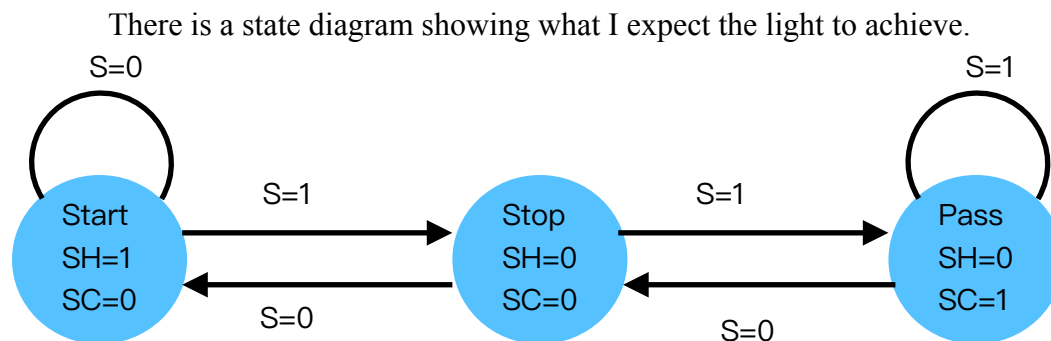 There is a state diagram showing what I expect the light to achieve.
S=0
S=1
Start
SH=1
SC=0
S=1
S=0
Stop
SH=0
SC=0
S=1
S=0
Pass
SH=0
SC=1